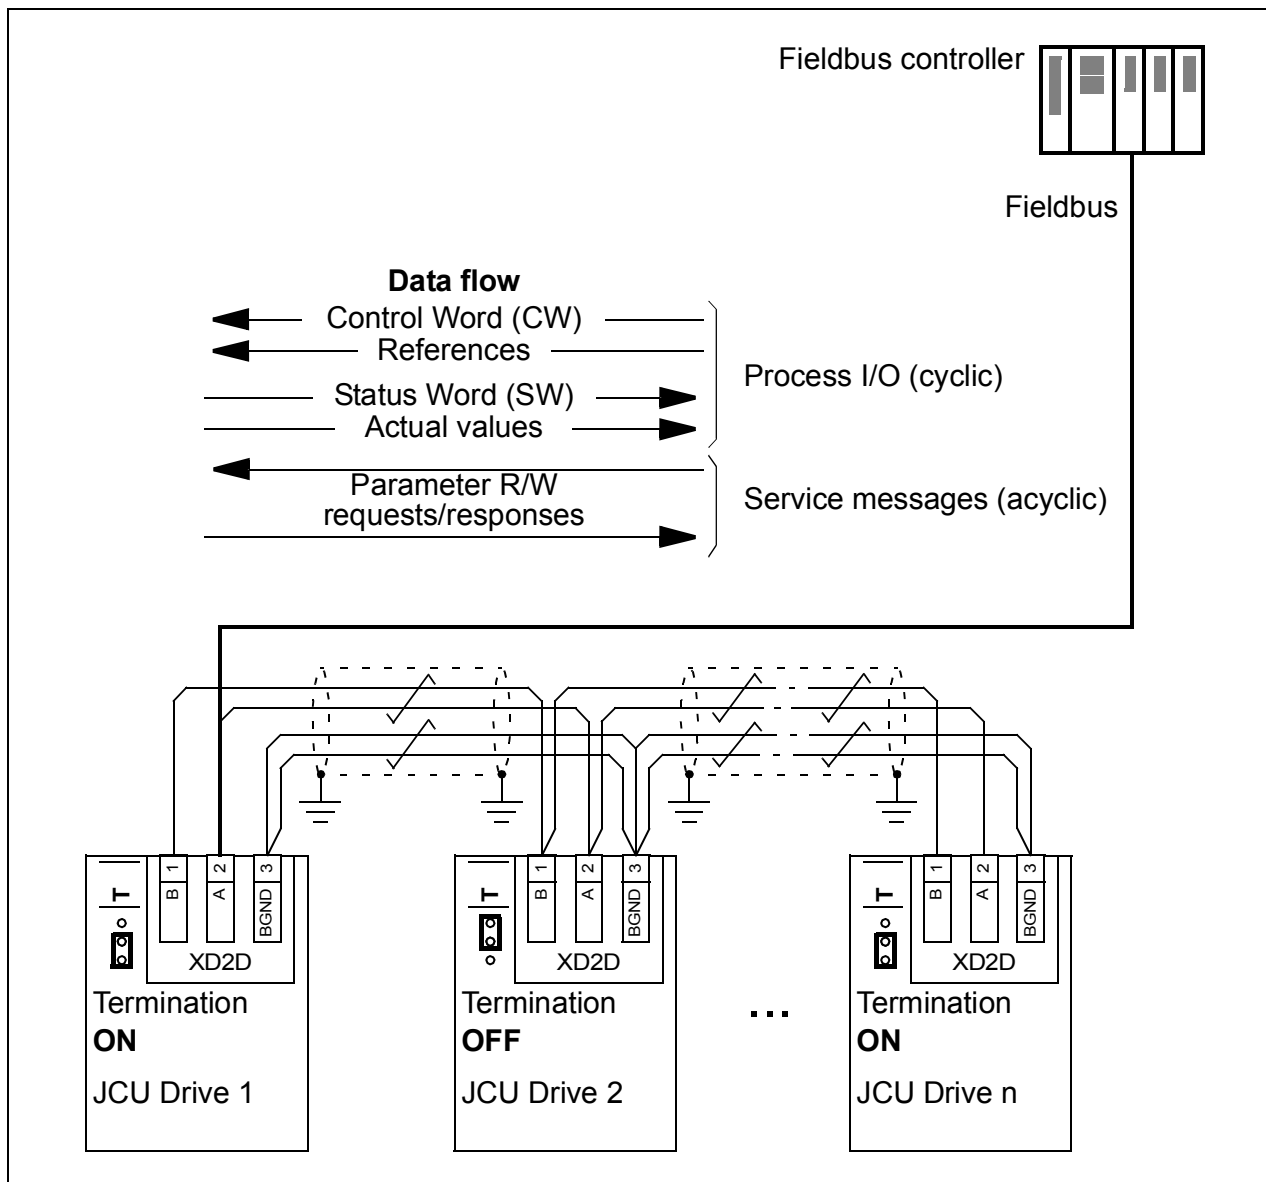 Fieldbus controller
Fieldbus
Data flow
Control Word (CW)
References
Status Word (SW)
Actual values
Process I/O (cyclic)
Parameter R/W
requests/responses
Service messages (acyclic)
T
B 1
A 2
BGND 3
XD2D
Termination
ON
JCU Drive 1
T
B 1
A 2
BGND 3
XD2D
Termination
OFF
JCU Drive 2
...
T
B 1
A 2
BGND 3
XD2D
Termination
ON
JCU Drive n